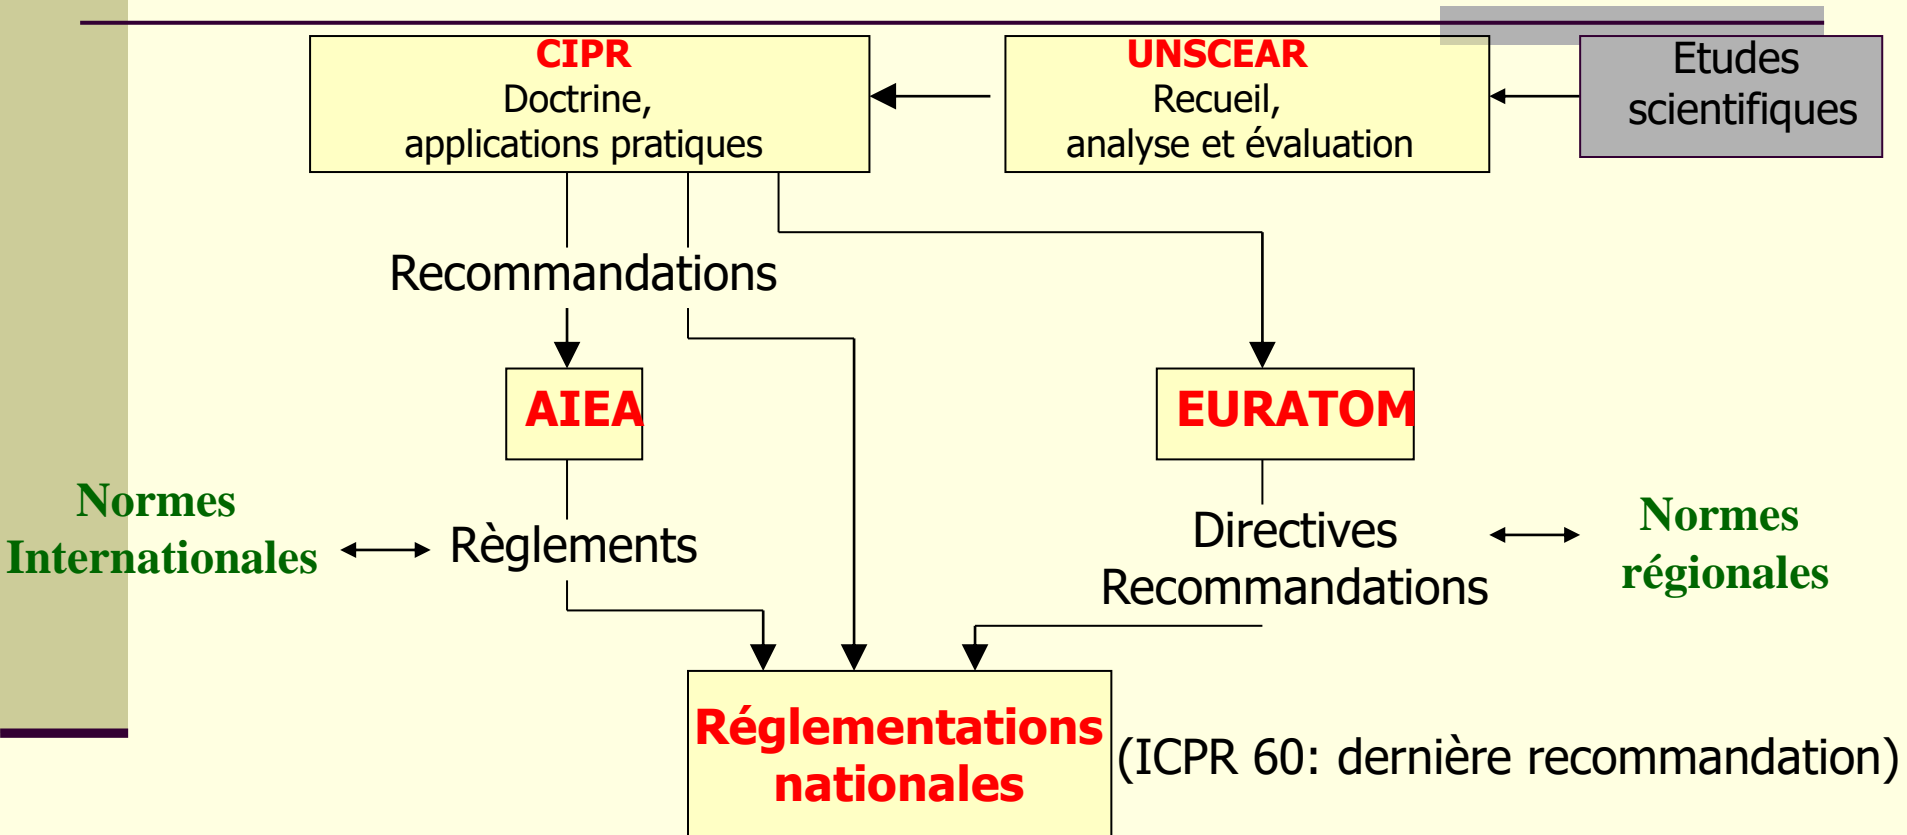 CIPR
Doctrine,
applications pratiques
UNSCEAR
Recueil,
analyse et évaluation
Etudes
scientifiques
Recommandations
AIEA
EURATOM
Normes
Internationales
Règlements
Directives
Recommandations
Normes
régionales
Réglementations
nationales
(ICPR 60: dernière recommandation)